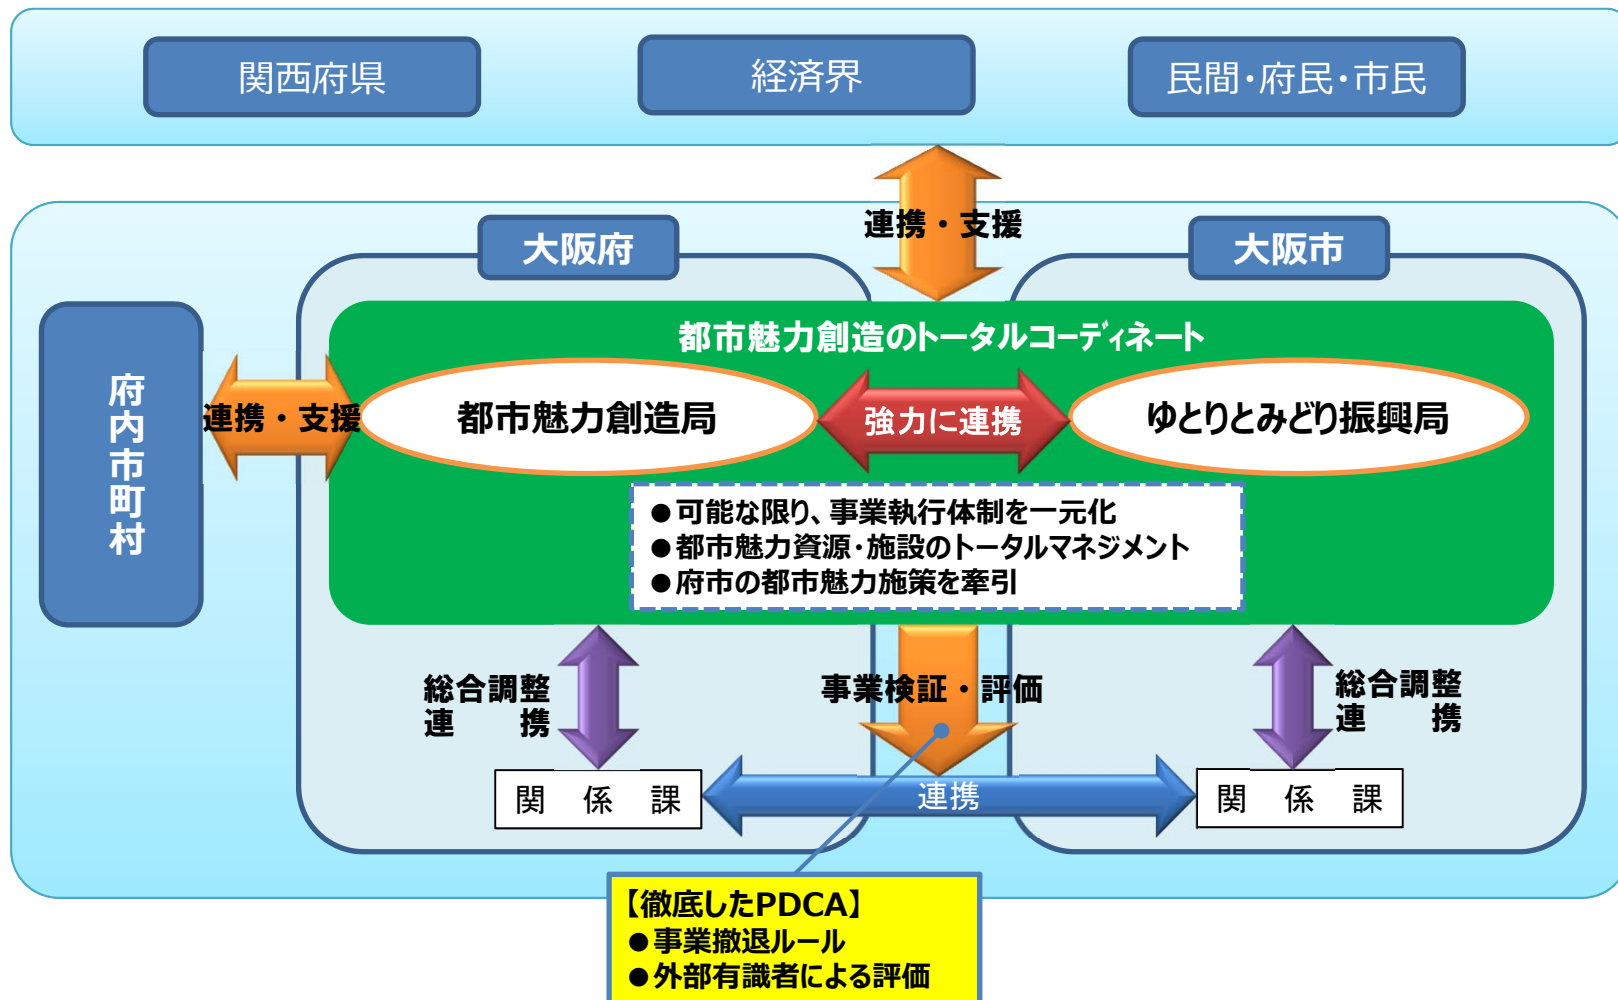 関西府県
経済界
民間・府民・市民
連携・支援
大阪府
大阪市
都市魅力創造のトータルコーディネート
府内市町村
連携・支援
都市魅力創造局
強力に連携
ゆとりとみどり振興局
●可能な限り、事業執行体制を一元化
●都市魅力資源・施設のトータルマネジメント
●府市の都市魅力施策を牽引
総合調整
連　　携
事業検証・評価
総合調整
連　　携
関　係　課
連携
関　係　課
【徹底したPDCA】
●事業撤退ルール
●外部有識者による評価